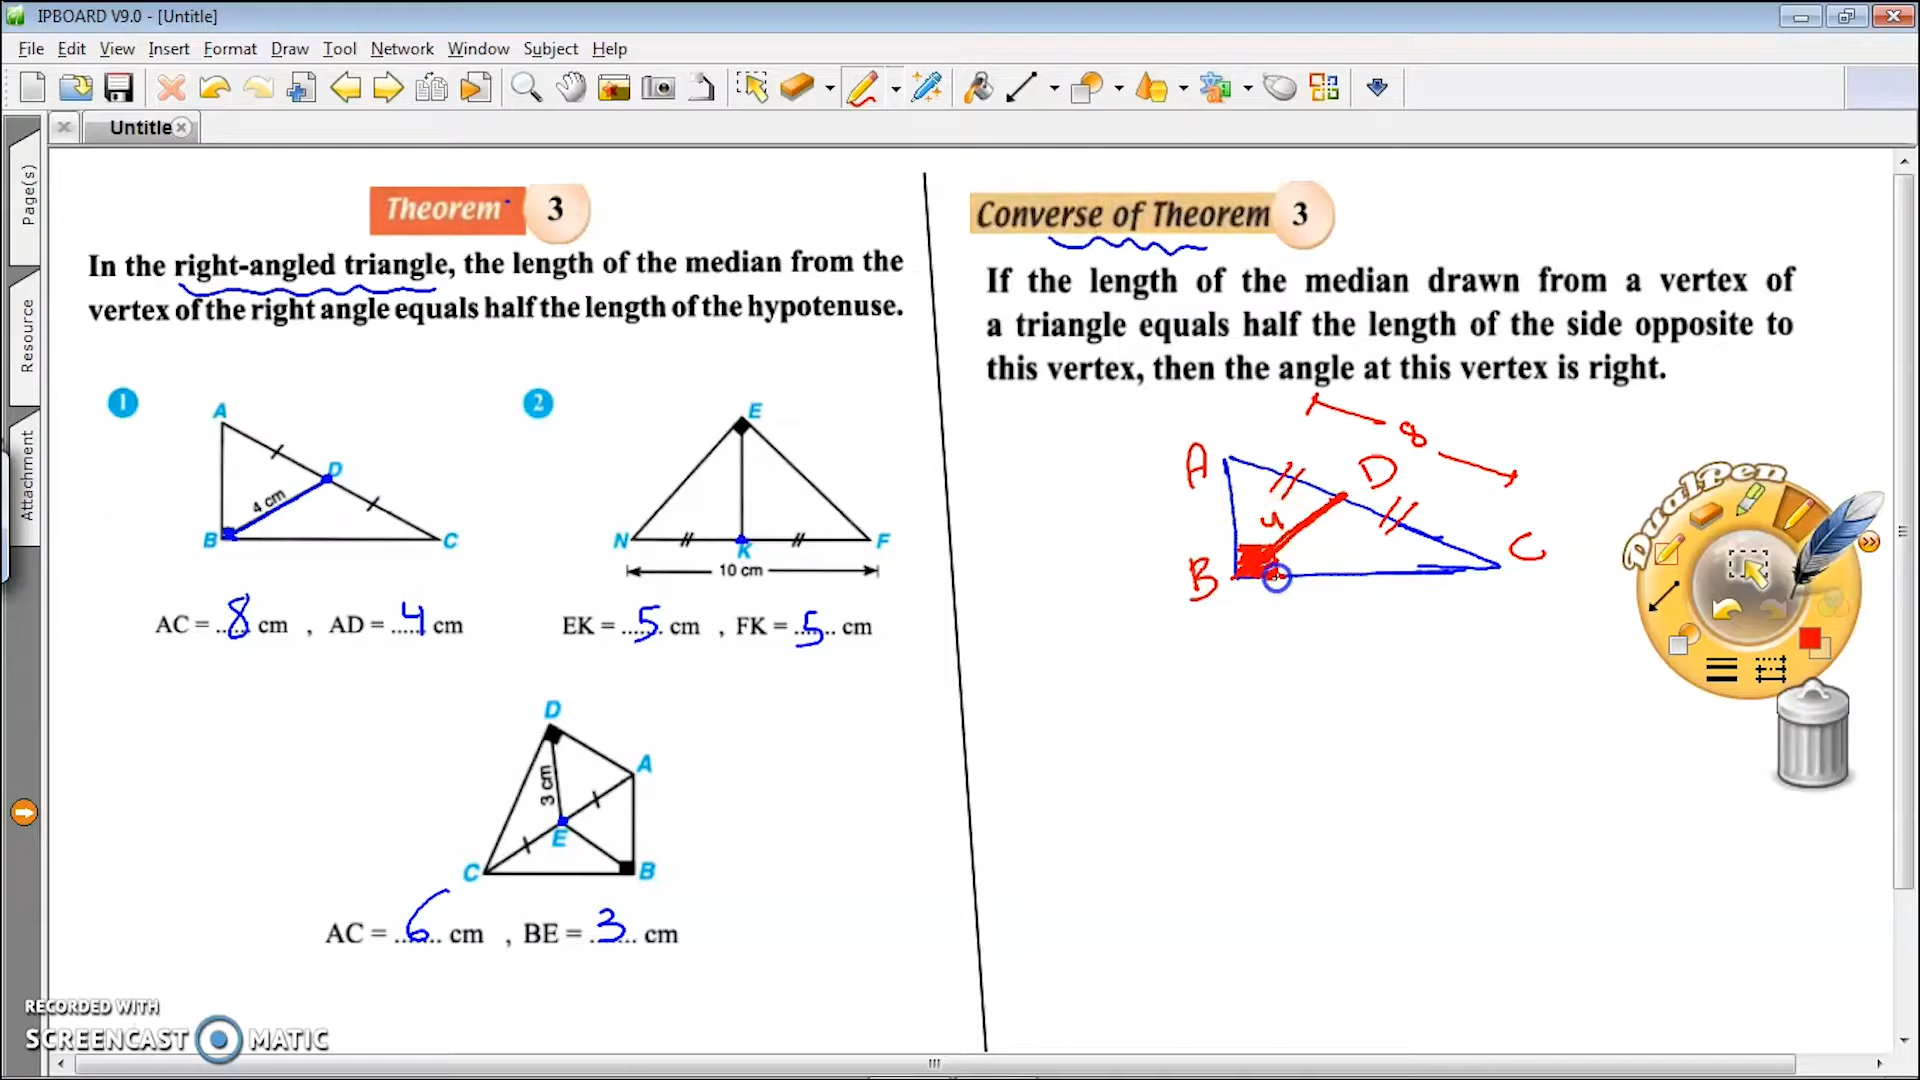 IPBOARD V9.0 - [Untitle]
File Edit View Insert Format Draw Tool Network Window Subject Help
Untitle
Page(s)
Resource
Attachment
Theorem 3
In the right-angled triangle, the length of the median from the
vertex of the right angle equals half the length of the hypotenuse.
1
A
D
4 cm
B
C
AC = ..8.. cm , AD = .....4 cm
2
E
N
K
F
10 cm
EK = ...5.. cm , FK = ...5.. cm
D
A
3 cm
E
C
B
AC = ...6... cm , BE = ..3... cm
Converse of Theorem 3
If the length of the median drawn from a vertex of
a triangle equals half the length of the side opposite to
this vertex, then the angle at this vertex is right.
8
A
D
4
B
C
DualPen
RECORDED WITH
SCREENCAST MATIC